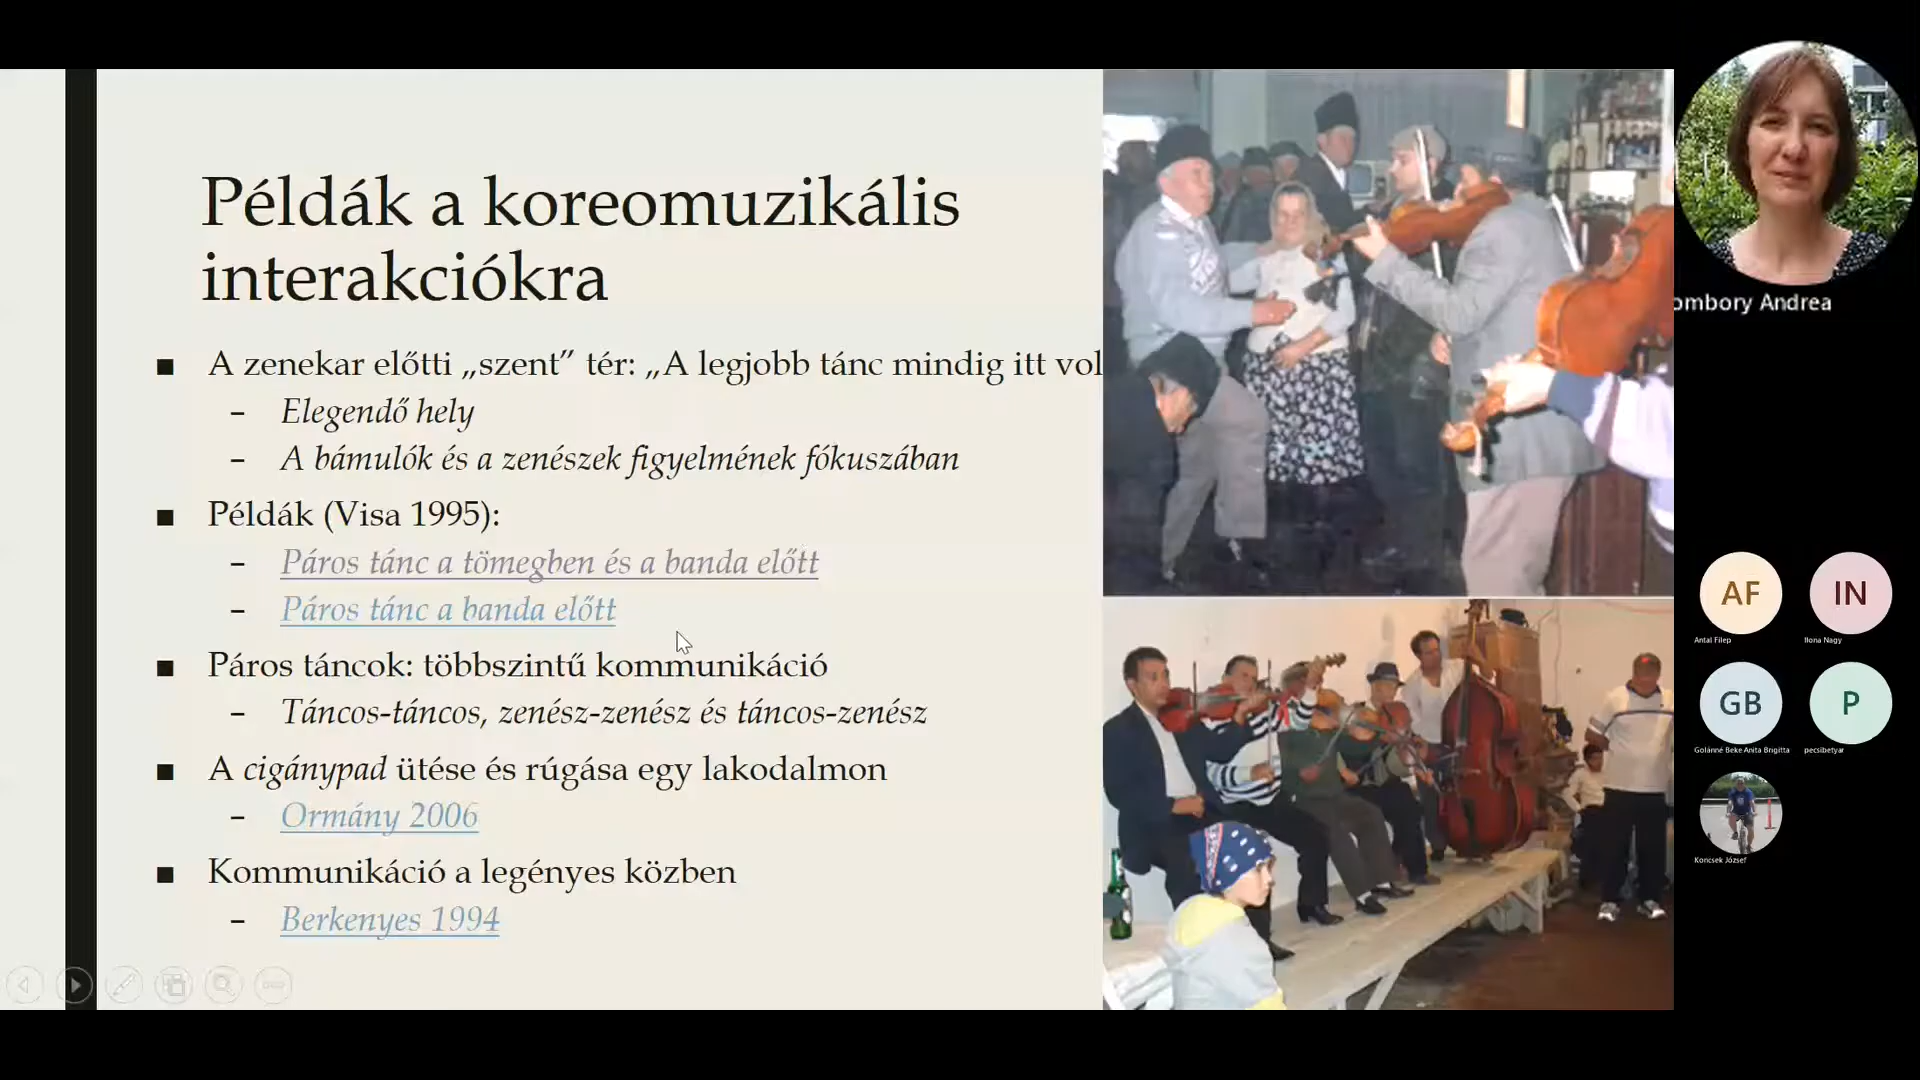 Példák a koreomuzikális
interakciókra
■ A zenekar előtti „szent” tér: „A legjobb tánc mindig itt vol
– Elegendő hely
– A bámulók és a zenészek figyelmének fókuszában
■ Példák (Visa 1995):
– Páros tánc a tömegben és a banda előtt
– Páros tánc a banda előtt
■ Páros táncok: többszintű kommunikáció
– Táncos-táncos, zenész-zenész és táncos-zenész
■ A cigánypad ütése és rúgása egy lakodalmon
– Ormány 2006
■ Kommunikáció a legényes közben
– Berkenyes 1994
ombory Andrea
AF
Antal Filep
IN
Ilona Nagy
GB
Golánné Beke Anita Brigitta
P
pecsibetyar
Koncsek József